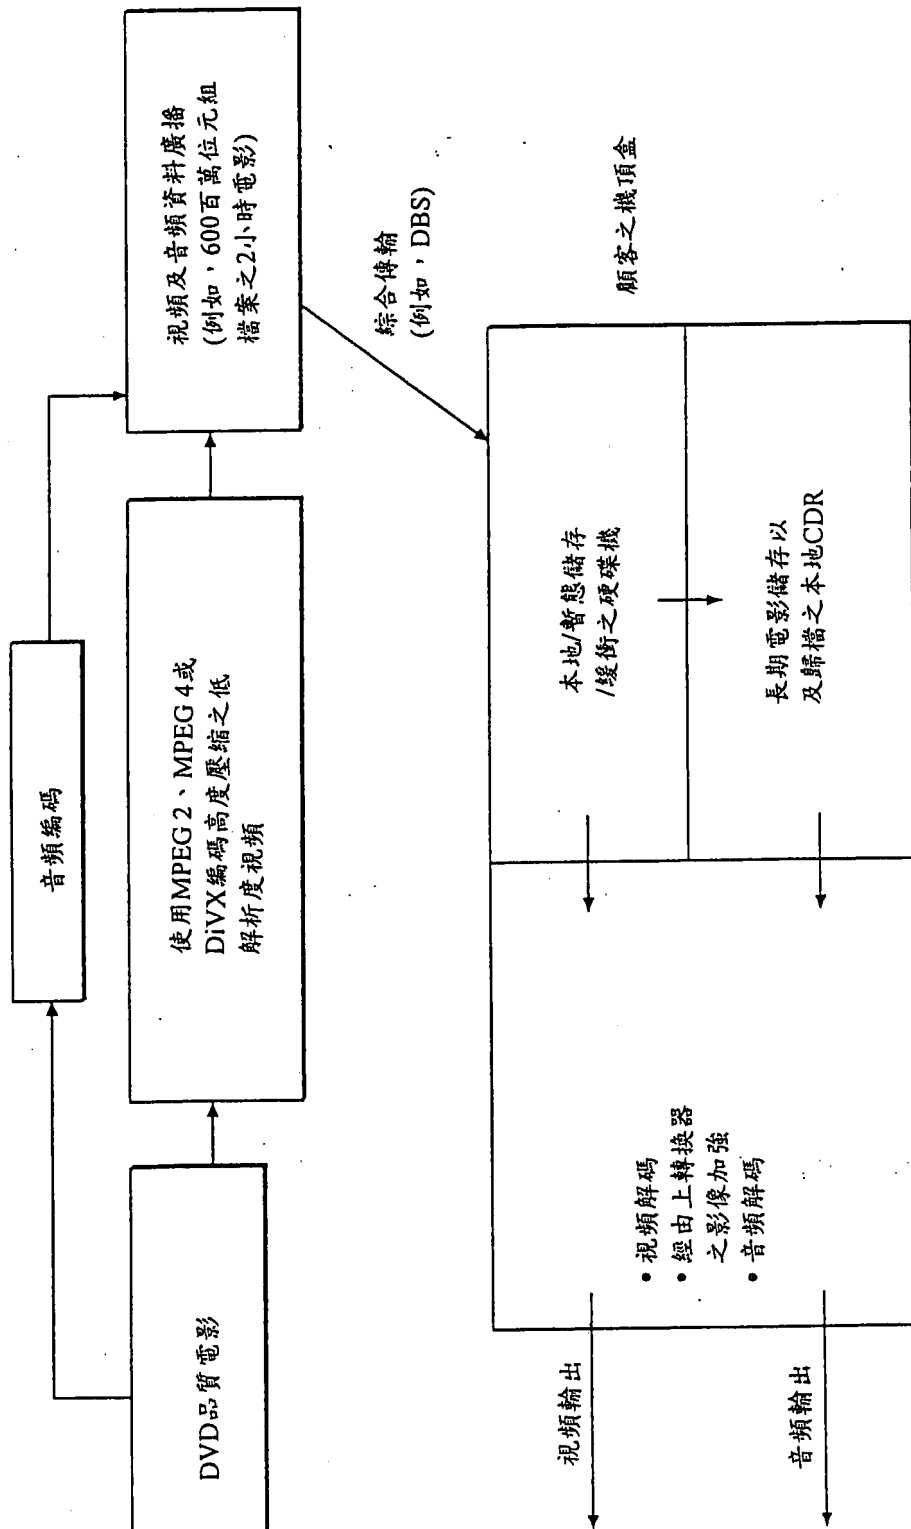 音頻編碼
DVD品質電影
使用MPEG 2、MPEG 4或
DiVX編碼高度壓縮之低
解析度視頻
視頻及音頻資料廣播
(例如，600百萬位元組
檔案之2小時電影)
綜合傳輸
(例如，DBS)
顧客之機頂盒
本地/暫態儲存
/緩衝之硬碟機
長期電影儲存以
及歸檔之本地CDR
• 視頻解碼
• 經由上轉換器
之影像加強
• 音頻解碼
視頻輸出
音頻輸出